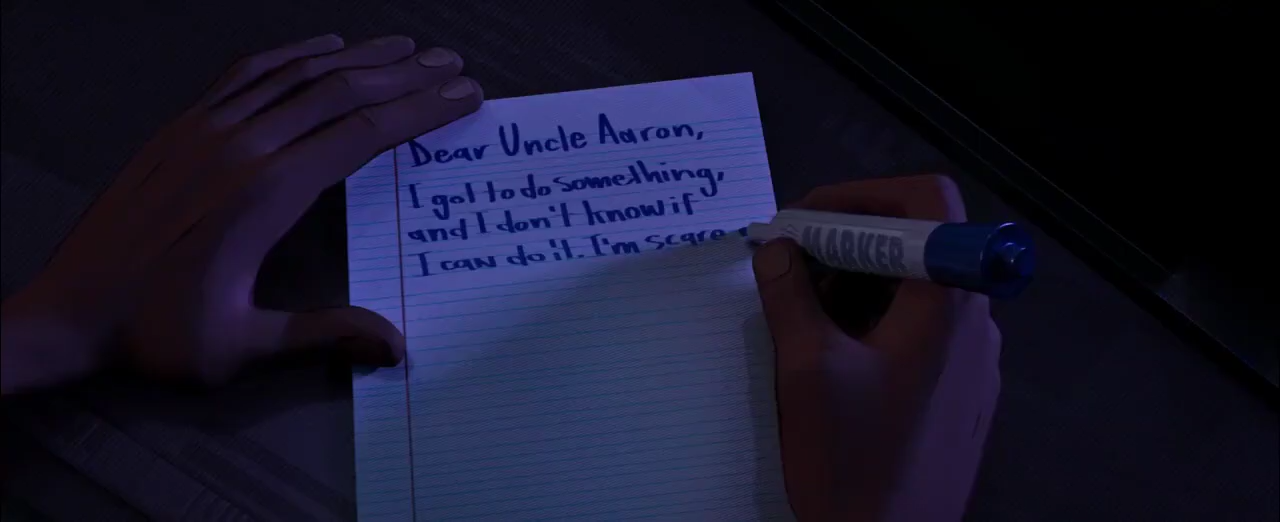 Dear Uncle Aaron,
I got to do something,
and I don't know if
I can do it. I'm scare
MARKER